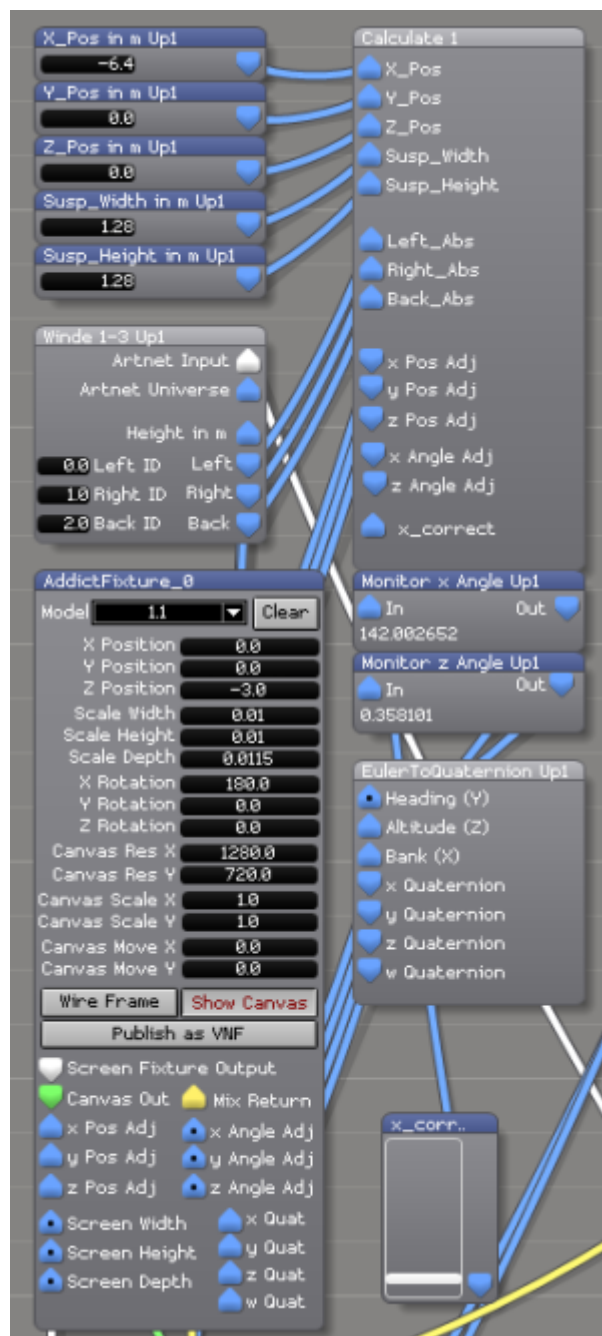 X_Pos in m Up1
-6.4
Y_Pos in m Up1
0.0
Z_Pos in m Up1
0.0
Susp_Width in m Up1
1.28
Susp_Height in m Up1
1.28
Calculate 1
X_Pos
Y_Pos
Z_Pos
Susp_Width
Susp_Height
Left_Abs
Right_Abs
Back_Abs
x Pos Adj
y Pos Adj
z Pos Adj
x Angle Adj
z Angle Adj
x_correct
Winde 1-3 Up1
Artnet Input
Artnet Universe
Height in m
0.0 Left ID Left
1.0 Right ID Right
2.0 Back ID Back
Monitor x Angle Up1
In Out
142.002652
Monitor z Angle Up1
In Out
0.358101
AddictFixture_0
Model 1.1 Clear
X Position 0.0
Y Position 0.0
Z Position -3.0
Scale Width 0.01
Scale Height 0.01
Scale Depth 0.0115
X Rotation 180.0
Y Rotation 0.0
Z Rotation 0.0
Canvas Res X 1280.0
Canvas Res Y 720.0
Canvas Scale X 1.0
Canvas Scale Y 1.0
Canvas Move X 0.0
Canvas Move Y 0.0
Wire Frame Show Canvas
Publish as VNF
Screen Fixture Output
Canvas Out Mix Return
x Pos Adj x Angle Adj
y Pos Adj y Angle Adj
z Pos Adj z Angle Adj
Screen Width x Quat
Screen Height y Quat
Screen Depth z Quat
w Quat
EulerToQuaternion Up1
Heading (Y)
Altitude (Z)
Bank (X)
x Quaternion
y Quaternion
z Quaternion
w Quaternion
x_corr..